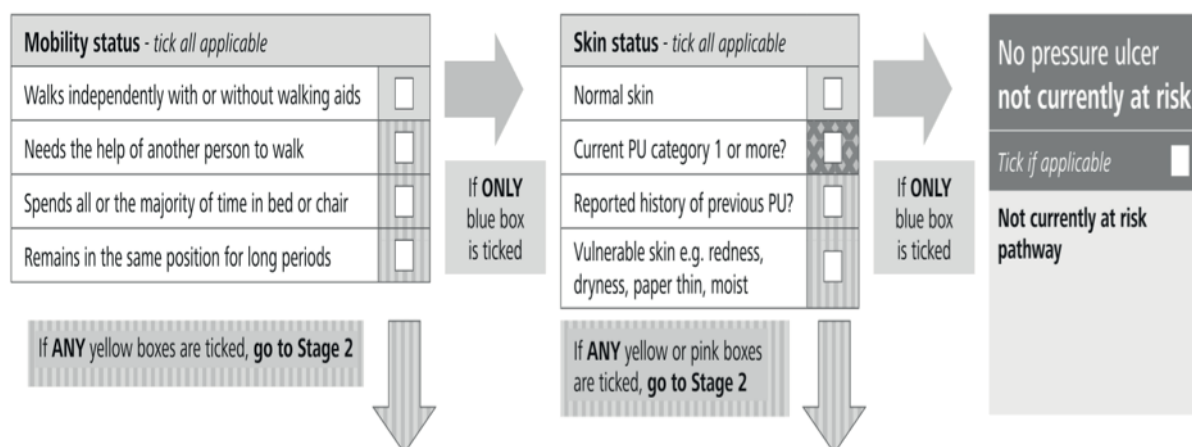 Mobility status - tick all applicable
Walks independently with or without walking aids
Needs the help of another person to walk
Spends all or the majority of time in bed or chair
Remains in the same position for long periods
If ANY yellow boxes are ticked, go to Stage 2
If ONLY
blue box
is ticked
Skin status - tick all applicable
Normal skin
Current PU category 1 or more?
Reported history of previous PU?
Vulnerable skin e.g. redness,
dryness, paper thin, moist
If ANY yellow or pink boxes
are ticked, go to Stage 2
If ONLY
blue box
is ticked
No pressure ulcer
not currently at risk
Tick if applicable
Not currently at risk
pathway